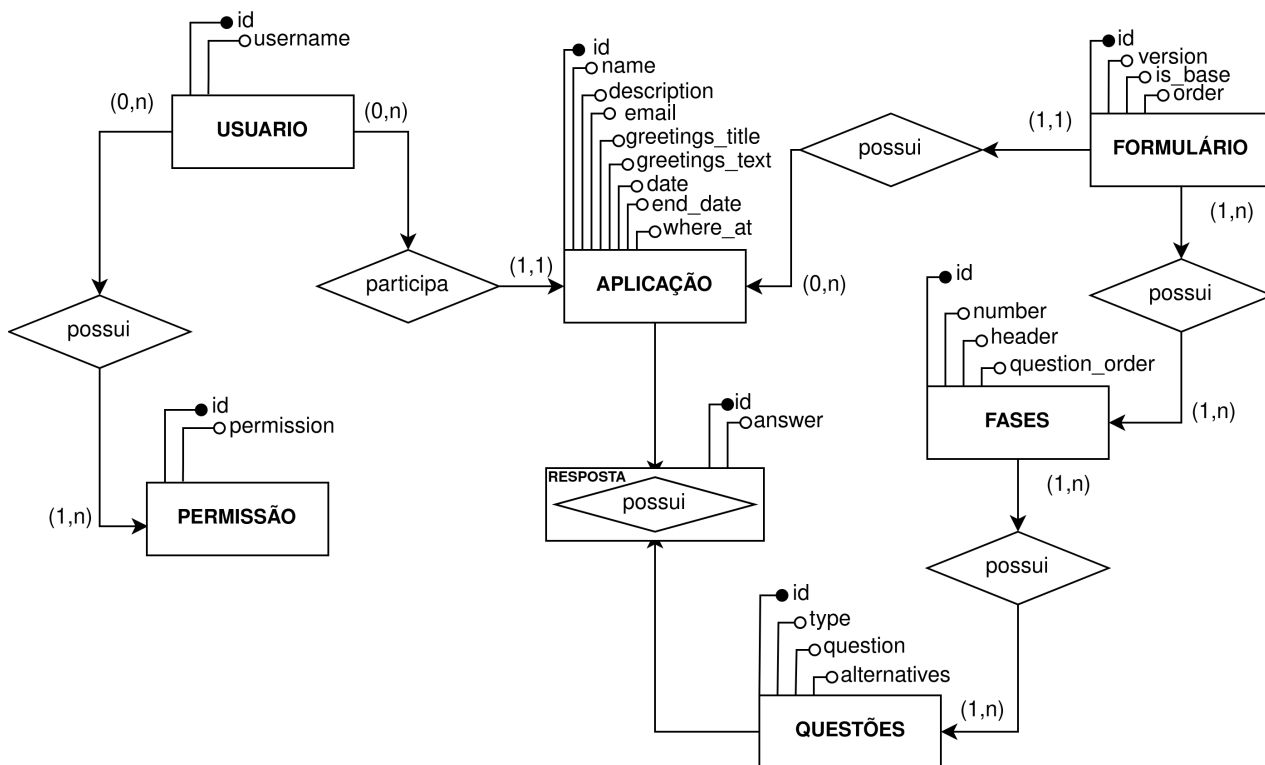 id
username
(0,n)
(0,n)
USUARIO
possui
participa
(1,1)
id
permission
(1,n)
PERMISSÃO
id
name
description
email
greetings_title
greetings_text
date
end_date
where_at
APLICAÇÃO
(0,n)
possui
(1,1)
id
version
is_base
order
FORMULÁRIO
(1,n)
possui
(1,n)
id
number
header
question_order
FASES
(1,n)
possui
(1,n)
id
answer
RESPOSTA
possui
id
type
question
alternatives
QUESTÕES